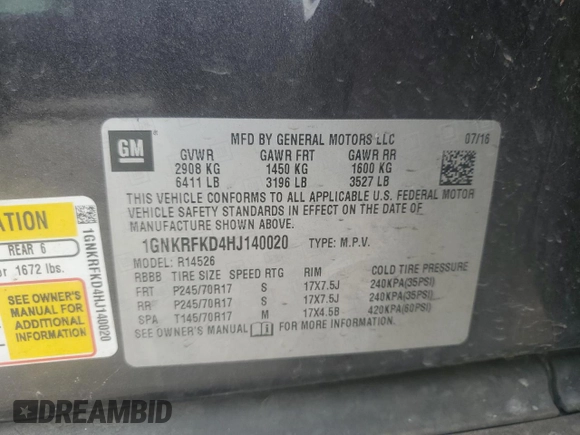 GM
MFD BY GENERAL MOTORS LLC 07/16
GVWR GAWR FRT GAWR RR
2908 KG 1450 KG 1600 KG
6411 LB 3196 LB 3527 LB
THIS VEHICLE CONFORMS TO ALL APPLICABLE U.S. FEDERAL MOTOR
VEHICLE SAFETY STANDARDS IN EFFECT ON THE DATE OF
MANUFACTURE SHOWN ABOVE.
1GNKRFKD4HJ140020 TYPE: M.P.V.
MODEL: R14526
RBBB TIRE SIZE SPEED RTG RIM COLD TIRE PRESSURE
FRT P245/70R17 S 17X7.5J 240KPA(35PSI)
RR P245/70R17 S 17X7.5J 240KPA(35PSI)
SPA T145/70R17 M 17X4.5B 420KPA(60PSI)
SEE OWNER'S MANUAL FOR MORE INFORMATION
ATION
REAR 6
or 1672 lbs.
SEE OWNER'S
MANUAL FOR
ADDITIONAL
INFORMATION
1GNKRFKD4HJ140020
DREAMBID